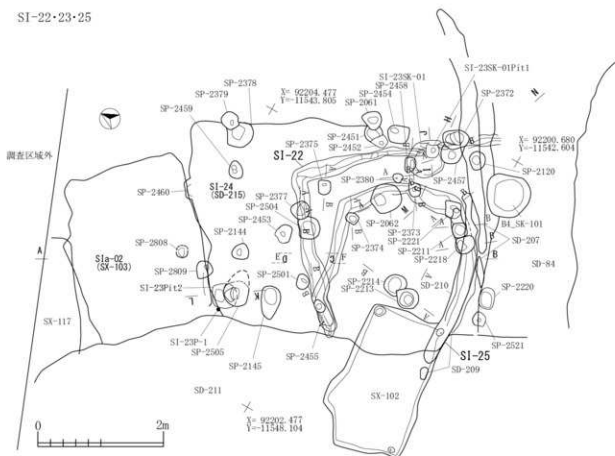 SI-22･23･25
SP-2378
SP-2379
SP-2459
X= 92204.477
Y=-11543.805
SP-2061
SP-2454
SP-2458
SI-23SK-01
SI-23SK-01Pit1
SP-2372
N
X= 92200.680
Y=-11542.604
SP-2451
SP-2452
SP-2375
SI-22
SP-2380
SP-2457
SP-2120
調査区域外
SP-2460
SI-24
(SD-215)
SP-2377
SP-2504
SP-2453
SP-2062
SP-2373
SP-2221
SP-2374
SP-2211
SP-2218
B4_SK-101
SD-207
SD-84
SIa-02
(SX-103)
SP-2144
A
SP-2808
SP-2809
SI-23Pit2
SP-2501
E
D
C
F
SP-2214
SP-2213
SD-210
SP-2220
L
K
SX-117
SI-23P-1
SP-2505
SP-2145
SP-2455
SP-2521
SI-25
SD-209
SX-102
SD-211
X= 92202.477
Y=-11548.104
0
2m